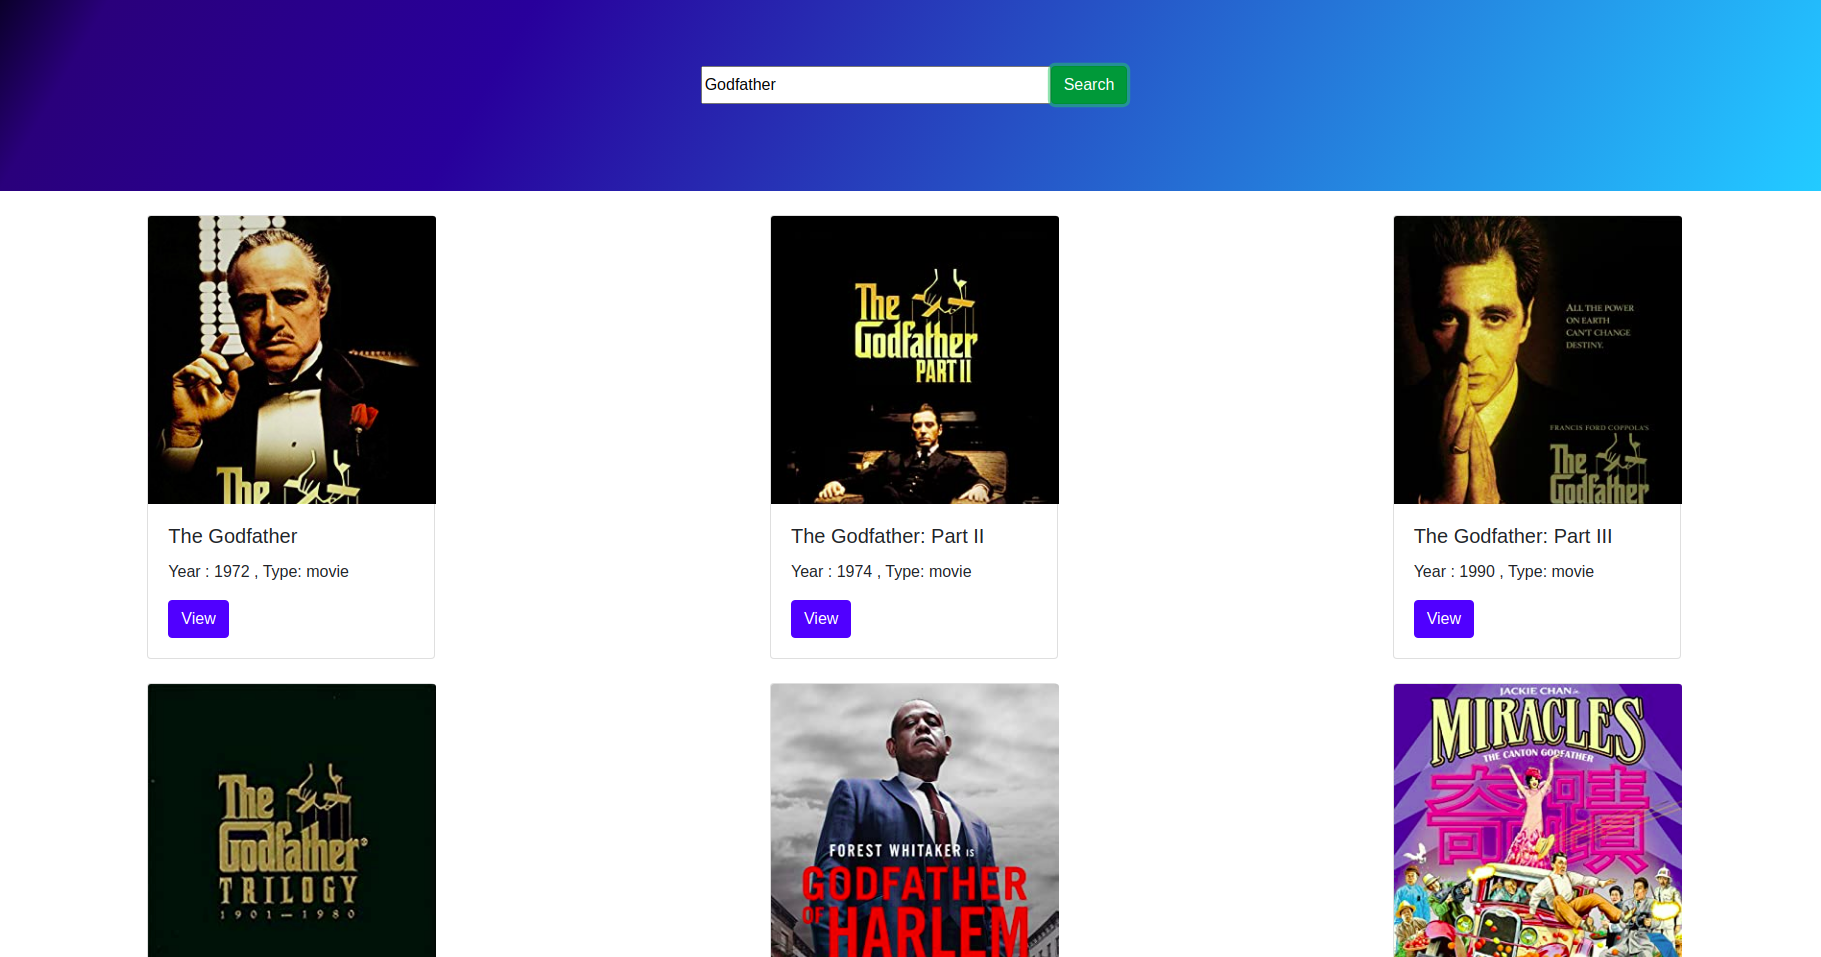 Godfather
Search
The
The
Godfather
PART II
ALL THE POWER
ON EARTH
CAN'T CHANGE
DESTINY.
FRANCIS FORD COPPOLA'S
The
Godfather
The Godfather
Year : 1972 , Type: movie
View
The Godfather: Part II
Year : 1974 , Type: movie
View
The Godfather: Part III
Year : 1990 , Type: movie
View
The
Godfather
TRILOGY
1901—1980
FOREST WHITAKER IS
GODFATHER
OF HARLEM
JACKIE CHAN in
MIRACLES
THE CANTON GODFATHER
奇蹟